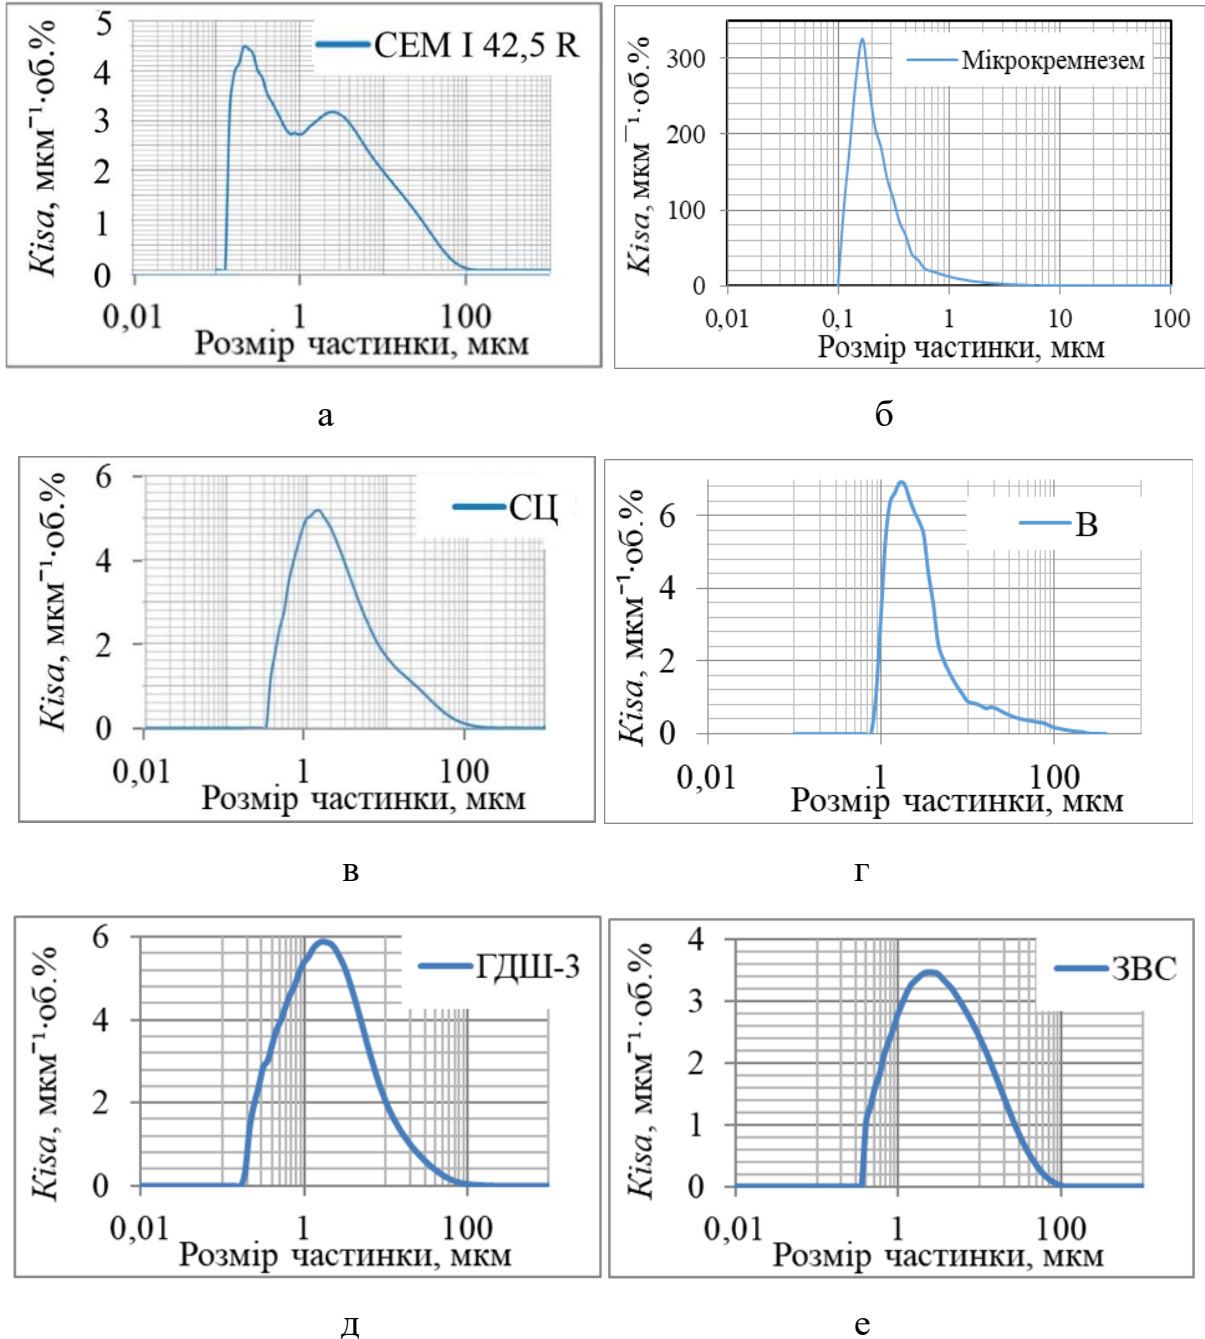 Kisa, мкм⁻¹·об.%
5
4
3
2
1
0
CEM I 42,5 R
0,01 1 100
Розмір частинки, мкм
а
Kisa, мкм⁻¹·об.%
300
200
100
0
Мікрокремнезем
0,01 0,1 1 10 100
Розмір частинки, мкм
б
Kisa, мкм⁻¹·об.%
6
4
2
0
СЦ
0,01 1 100
Розмір частинки, мкм
в
Kisa, мкм⁻¹·об.%
6
4
2
0
В
0,01 1 100
Розмір частинки, мкм
г
Kisa, мкм⁻¹·об.%
6
4
2
0
ГДШ-3
0,01 1 100
Розмір частинки, мкм
д
Kisa, мкм⁻¹·об.%
4
3
2
1
0
ЗВС
0,01 1 100
Розмір частинки, мкм
е